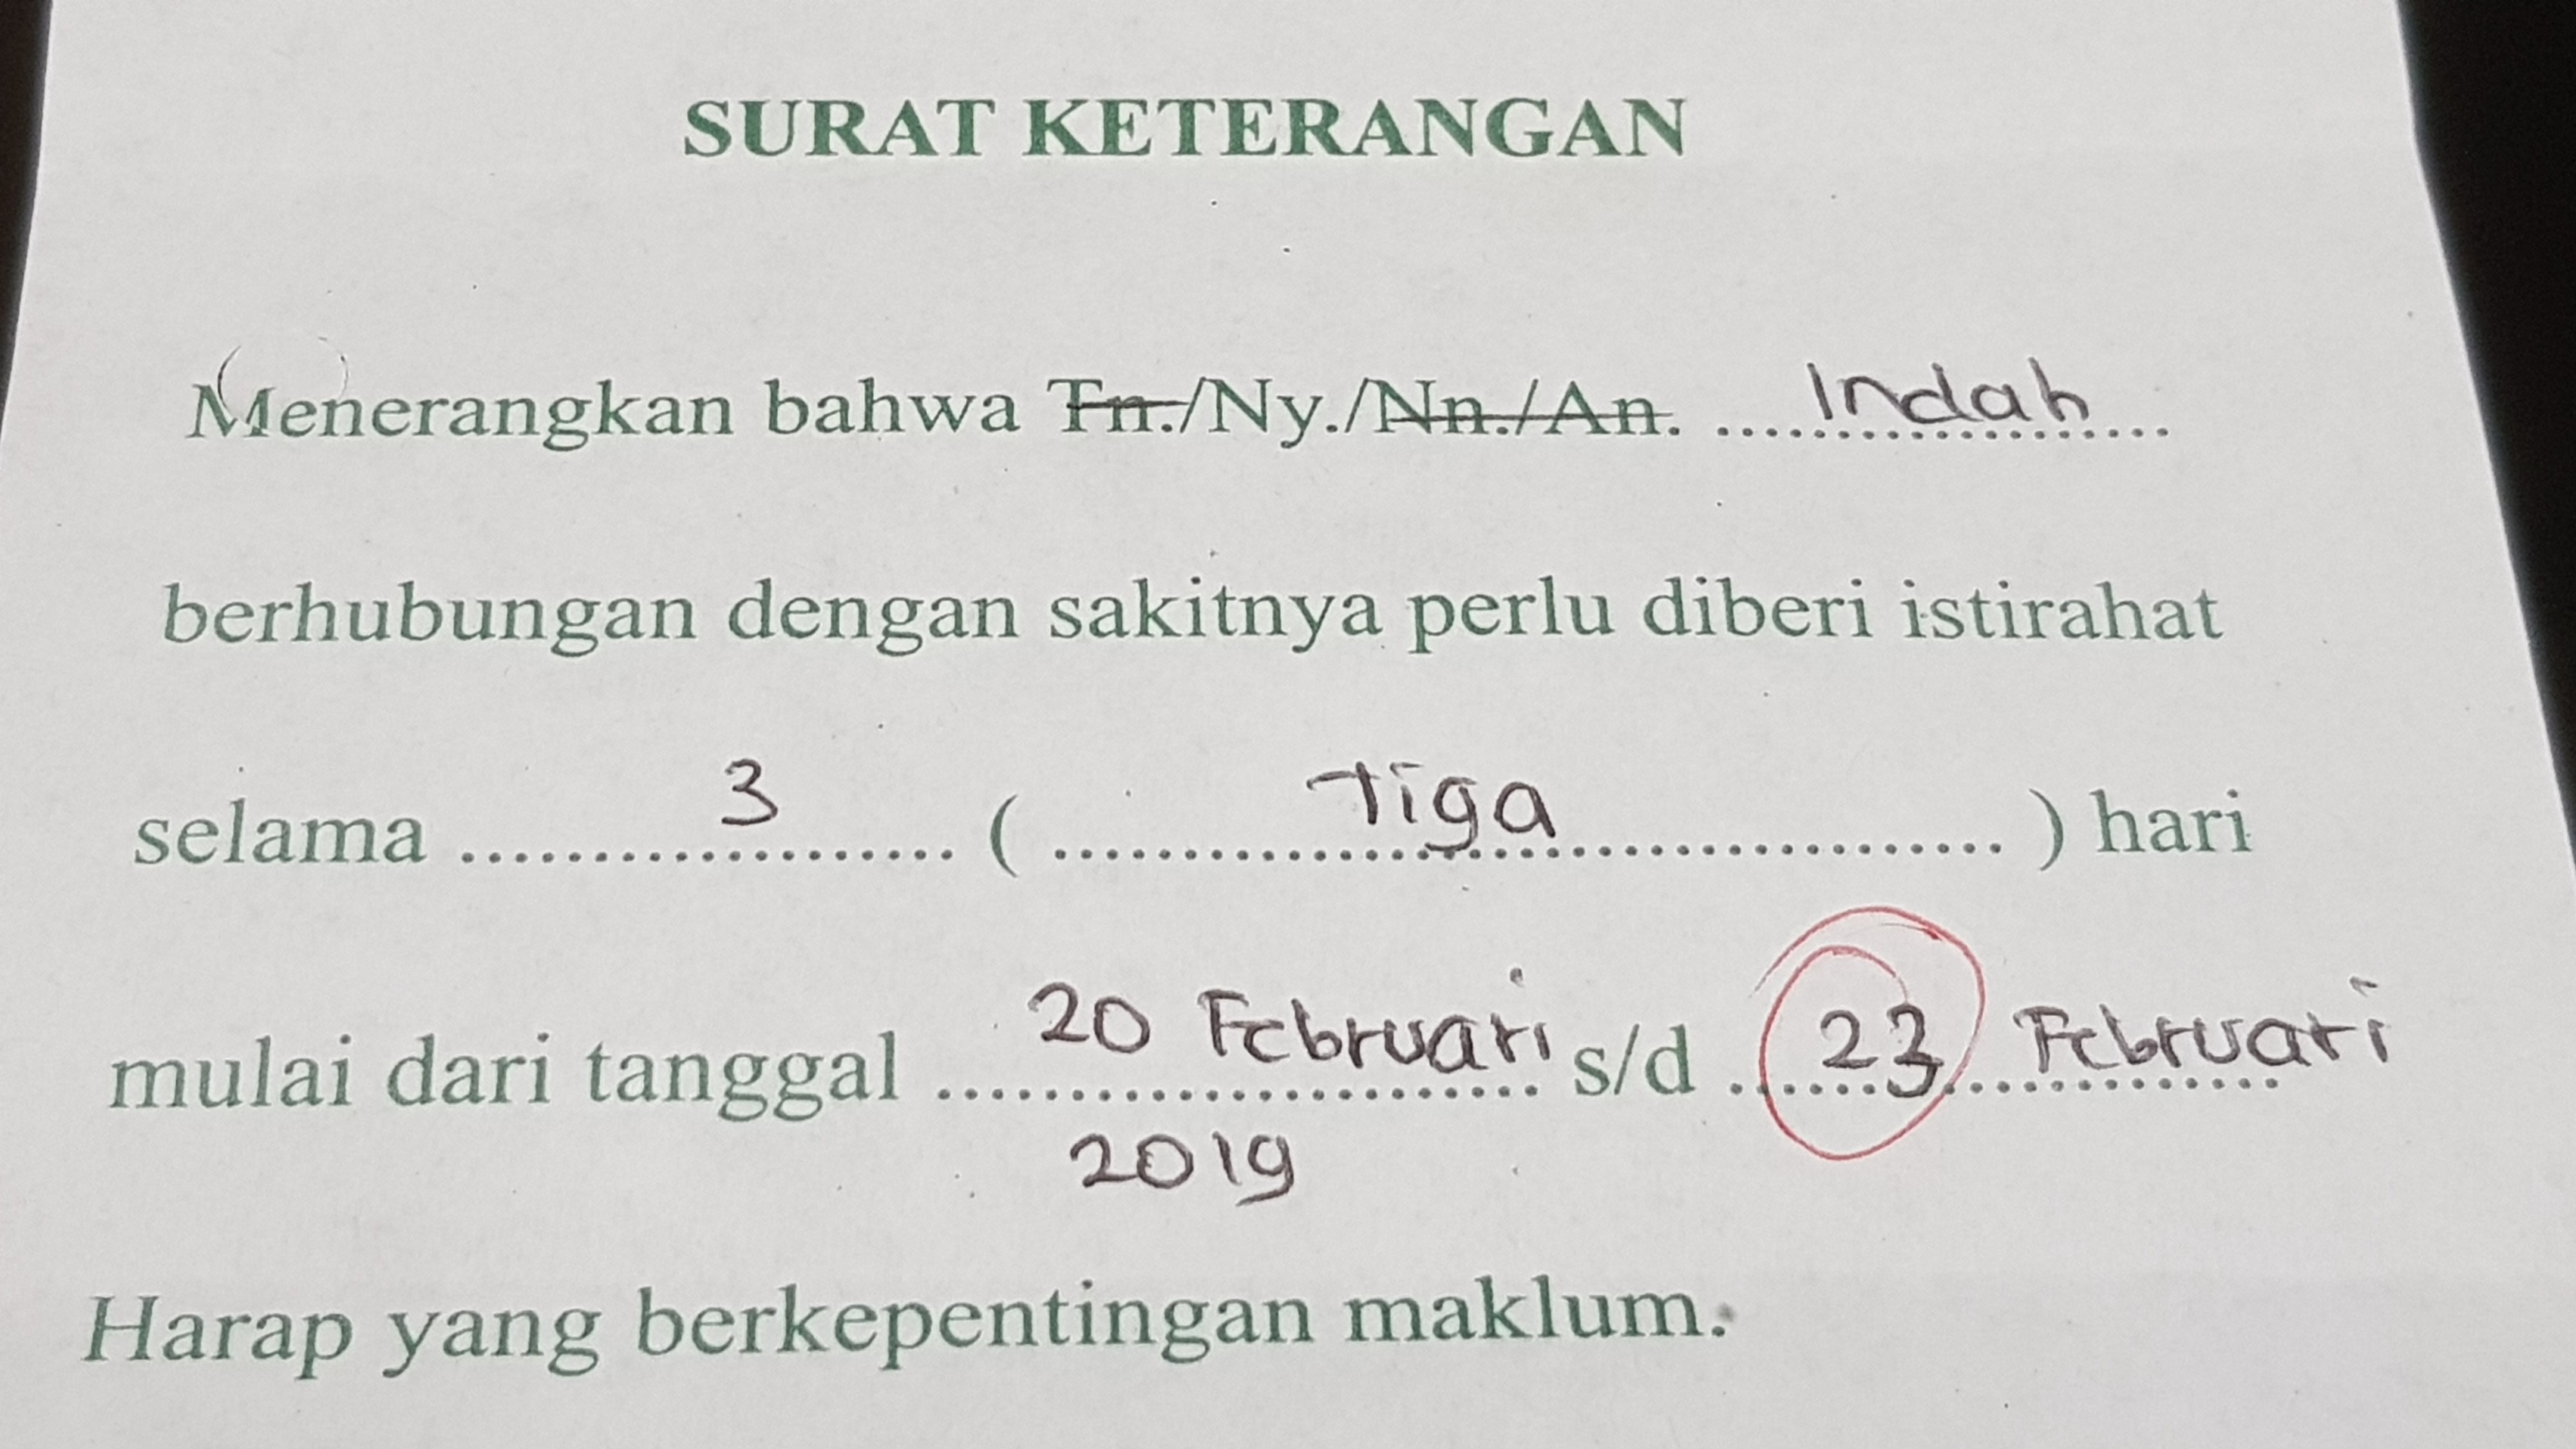 SURAT KETERANGAN
Menerangkan bahwa Tn./Ny./Nn./An. ....Indah....
berhubungan dengan sakitnya perlu diberi istirahat
selama ........3........ ( ........Tiga........ ) hari
mulai dari tanggal ....20 Februari.... s/d ....23 Februari....
2019
Harap yang berkepentingan maklum.